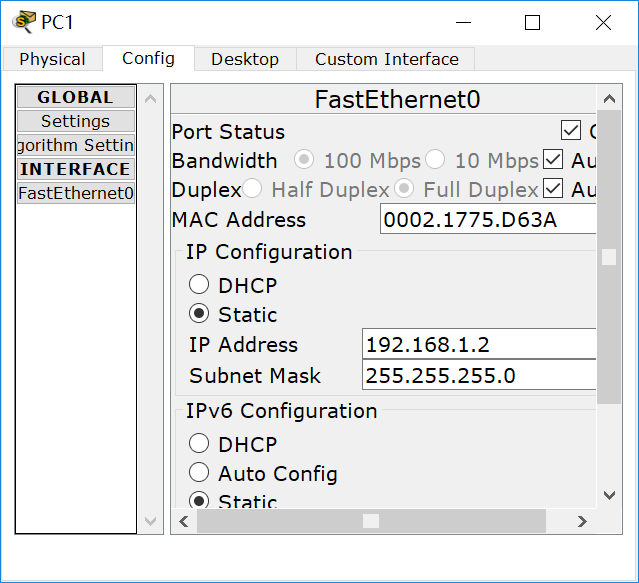 PC1
Physical Config Desktop Custom Interface
GLOBAL
Settings
gorithm Settin
INTERFACE
FastEthernet0
FastEthernet0
Port Status
Bandwidth 100 Mbps 10 Mbps Au
Duplex Half Duplex Full Duplex Au
MAC Address 0002.1775.D63A
IP Configuration
DHCP
Static
IP Address 192.168.1.2
Subnet Mask 255.255.255.0
IPv6 Configuration
DHCP
Auto Config
Static